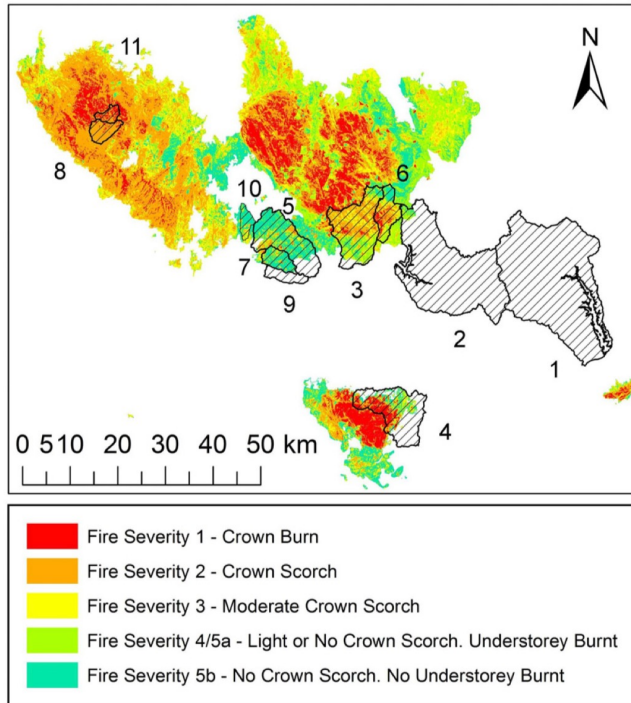 11
N
8
6
10
5
7
3
9
2
1
4
0 5 10 20 30 40 50 km
Fire Severity 1 - Crown Burn
Fire Severity 2 - Crown Scorch
Fire Severity 3 - Moderate Crown Scorch
Fire Severity 4/5a - Light or No Crown Scorch. Understorey Burnt
Fire Severity 5b - No Crown Scorch. No Understorey Burnt